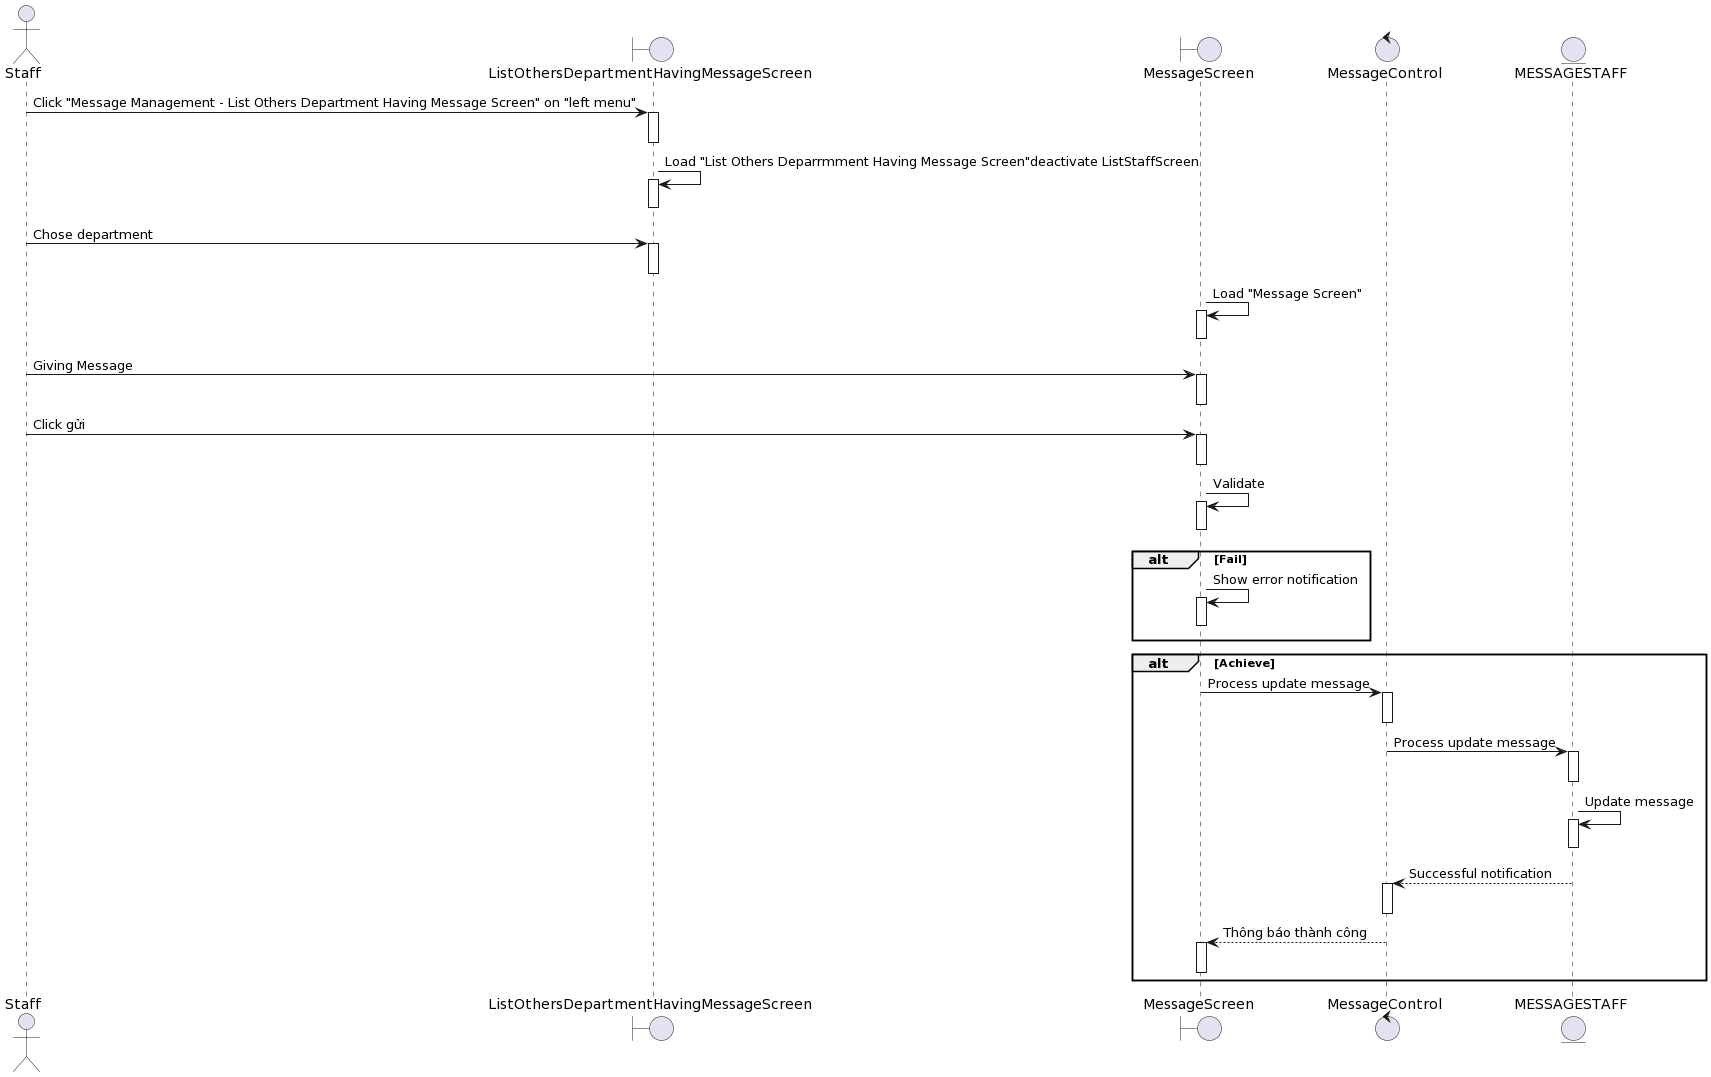 Staff
ListOthersDepartmentHavingMessageScreen
MessageScreen
MessageControl
MESSAGESTAFF
Click "Message Management - List Others Department Having Message Screen" on "left menu"
Load "List Others Deparrmment Having Message Screen"deactivate ListStaffScreen
Chose department
Load "Message Screen"
Giving Message
Click gửi
Validate
alt [Fail]
Show error notification
alt [Achieve]
Process update message
Process update message
Update message
Successful notification
Thông báo thành công
Staff
ListOthersDepartmentHavingMessageScreen
MessageScreen
MessageControl
MESSAGESTAFF